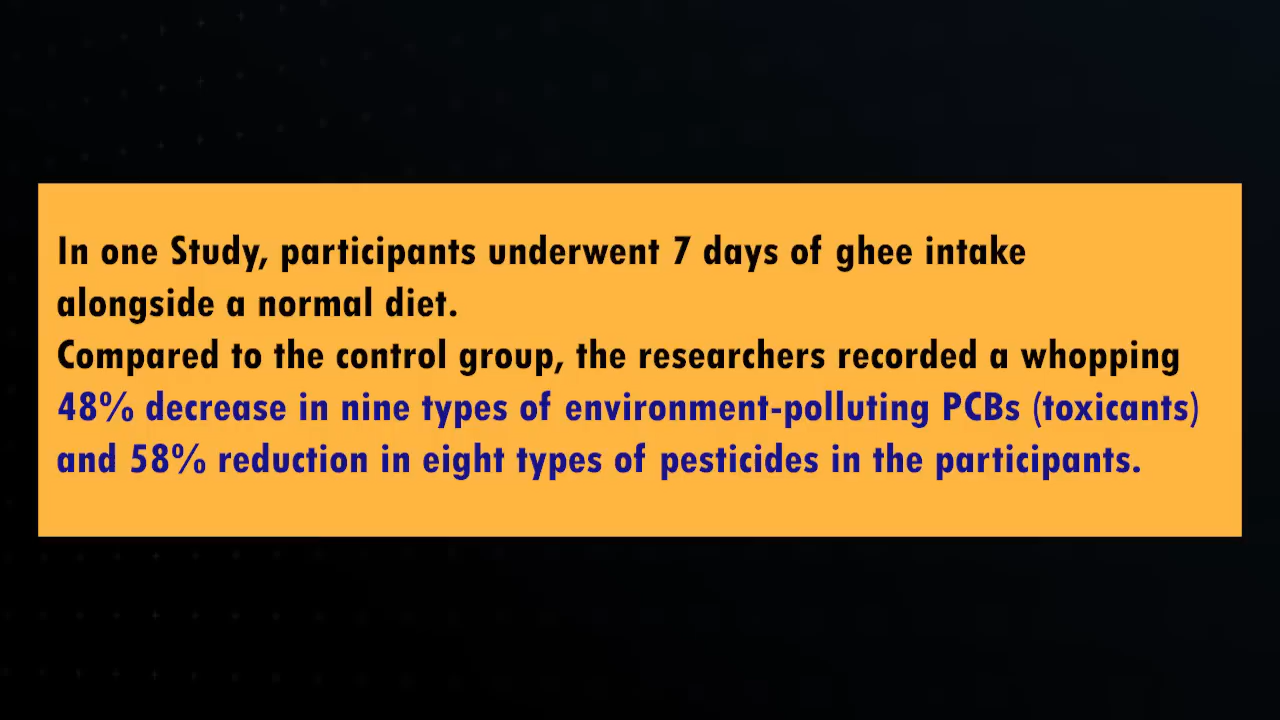 In one Study, participants underwent 7 days of ghee intake
alongside a normal diet.
Compared to the control group, the researchers recorded a whopping
48% decrease in nine types of environment-polluting PCBs (toxicants)
and 58% reduction in eight types of pesticides in the participants.